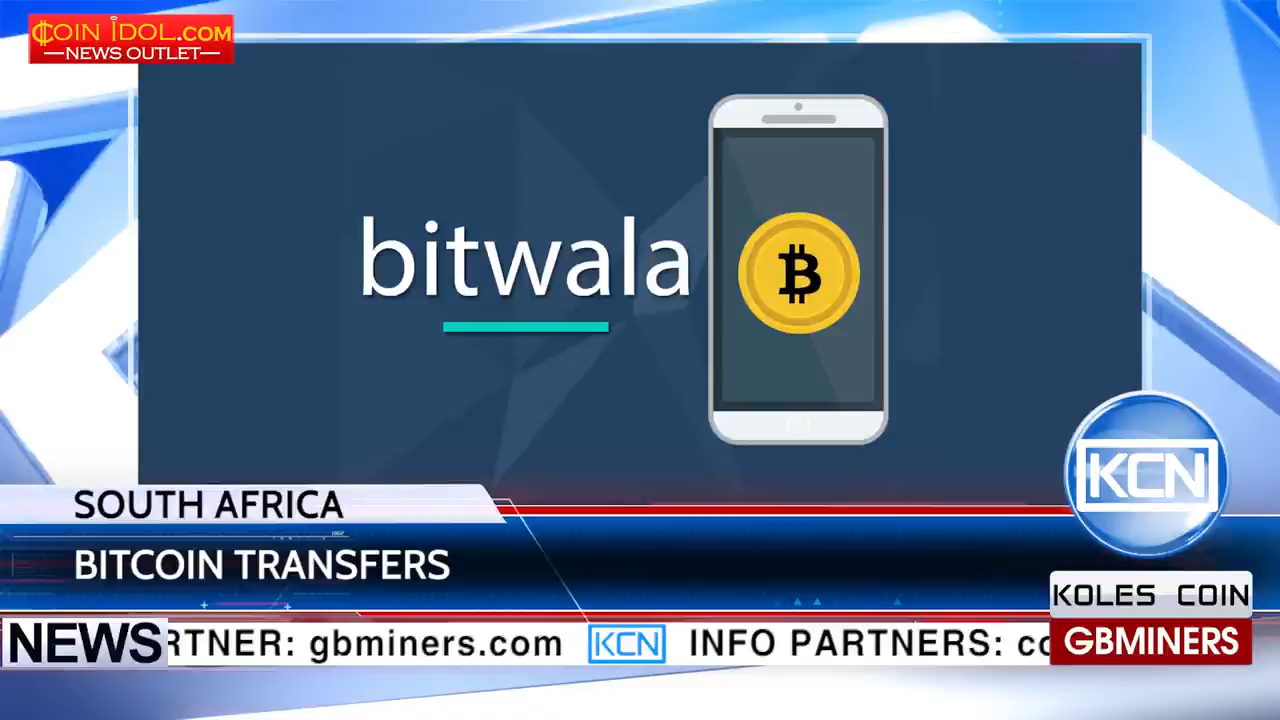 COIN IDOL.COM
—NEWS OUTLET—
bitwala
KCN
SOUTH AFRICA
BITCOIN TRANSFERS
KOLES COIN
NEWS RTNER: gbminers.com KCN INFO PARTNERS: co
GBMINERS